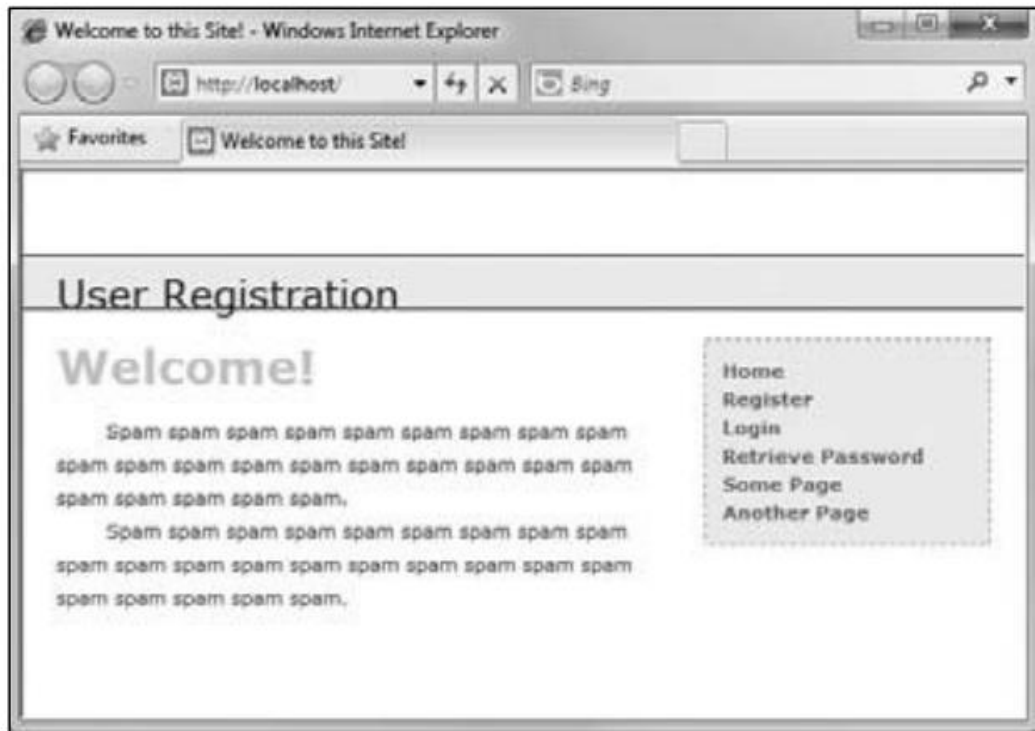 Welcome to this Site! - Windows Internet Explorer
http://localhost/
Bing
Favorites
Welcome to this Site!
User Registration
Welcome!
Spam spam spam spam spam spam spam spam spam
spam spam spam spam spam spam spam spam spam spam
spam spam spam spam spam.
Spam spam spam spam spam spam spam spam spam
spam spam spam spam spam spam spam spam spam spam
spam spam spam spam spam.
Home
Register
Login
Retrieve Password
Some Page
Another Page